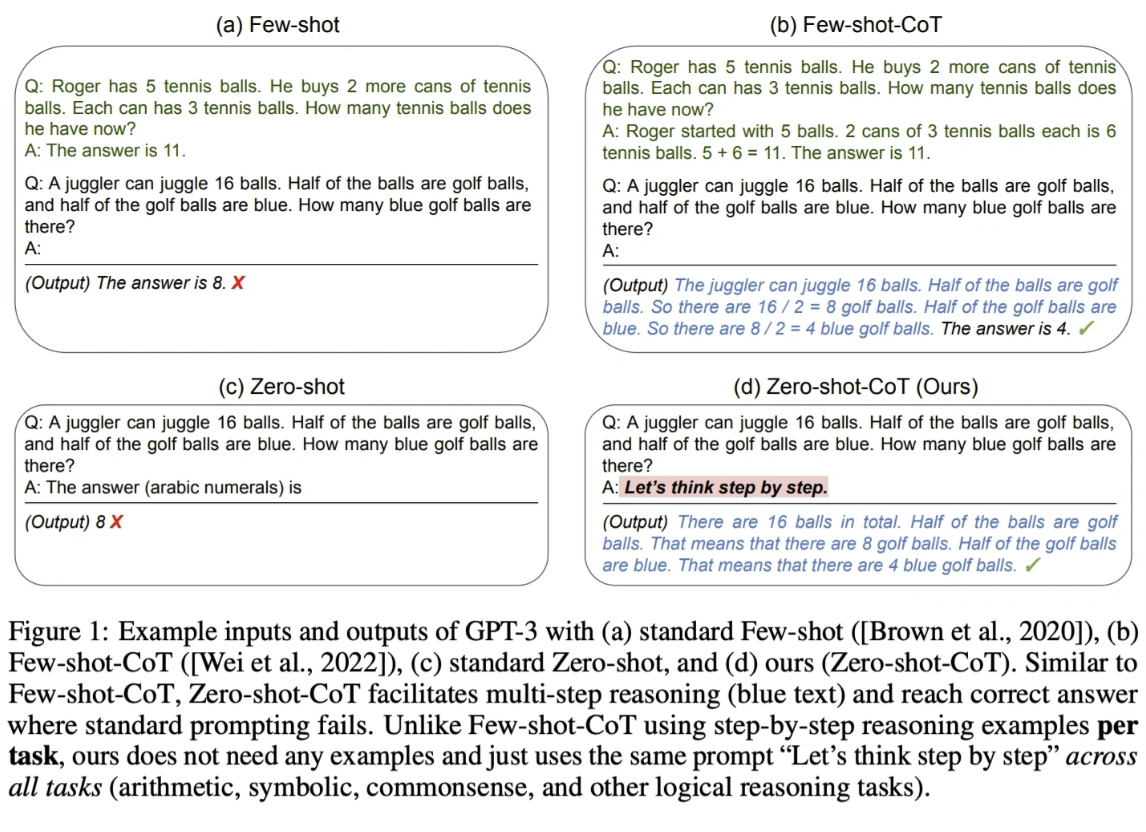 (a) Few-shot
Q: Roger has 5 tennis balls. He buys 2 more cans of tennis
balls. Each can has 3 tennis balls. How many tennis balls does
he have now?
A: The answer is 11.
Q: A juggler can juggle 16 balls. Half of the balls are golf balls,
and half of the golf balls are blue. How many blue golf balls are
there?
A:
(Output) The answer is 8. X
(b) Few-shot-CoT
Q: Roger has 5 tennis balls. He buys 2 more cans of tennis
balls. Each can has 3 tennis balls. How many tennis balls does
he have now?
A: Roger started with 5 balls. 2 cans of 3 tennis balls each is 6
tennis balls. 5 + 6 = 11. The answer is 11.
Q: A juggler can juggle 16 balls. Half of the balls are golf balls,
and half of the golf balls are blue. How many blue golf balls are
there?
A:
(Output) The juggler can juggle 16 balls. Half of the balls are golf
balls. So there are 16 / 2 = 8 golf balls. Half of the golf balls are
blue. So there are 8 / 2 = 4 blue golf balls. The answer is 4. ✓
(c) Zero-shot
Q: A juggler can juggle 16 balls. Half of the balls are golf balls,
and half of the golf balls are blue. How many blue golf balls are
there?
A: The answer (arabic numerals) is
(Output) 8 X
(d) Zero-shot-CoT (Ours)
Q: A juggler can juggle 16 balls. Half of the balls are golf balls,
and half of the golf balls are blue. How many blue golf balls are
there?
A: Let's think step by step.
(Output) There are 16 balls in total. Half of the balls are golf
balls. That means that there are 8 golf balls. Half of the golf balls
are blue. That means that there are 4 blue golf balls. ✓
Figure 1: Example inputs and outputs of GPT-3 with (a) standard Few-shot ([Brown et al., 2020]), (b)
Few-shot-CoT ([Wei et al., 2022]), (c) standard Zero-shot, and (d) ours (Zero-shot-CoT). Similar to
Few-shot-CoT, Zero-shot-CoT facilitates multi-step reasoning (blue text) and reach correct answer
where standard prompting fails. Unlike Few-shot-CoT using step-by-step reasoning examples per
task, ours does not need any examples and just uses the same prompt “Let's think step by step” across
all tasks (arithmetic, symbolic, commonsense, and other logical reasoning tasks).